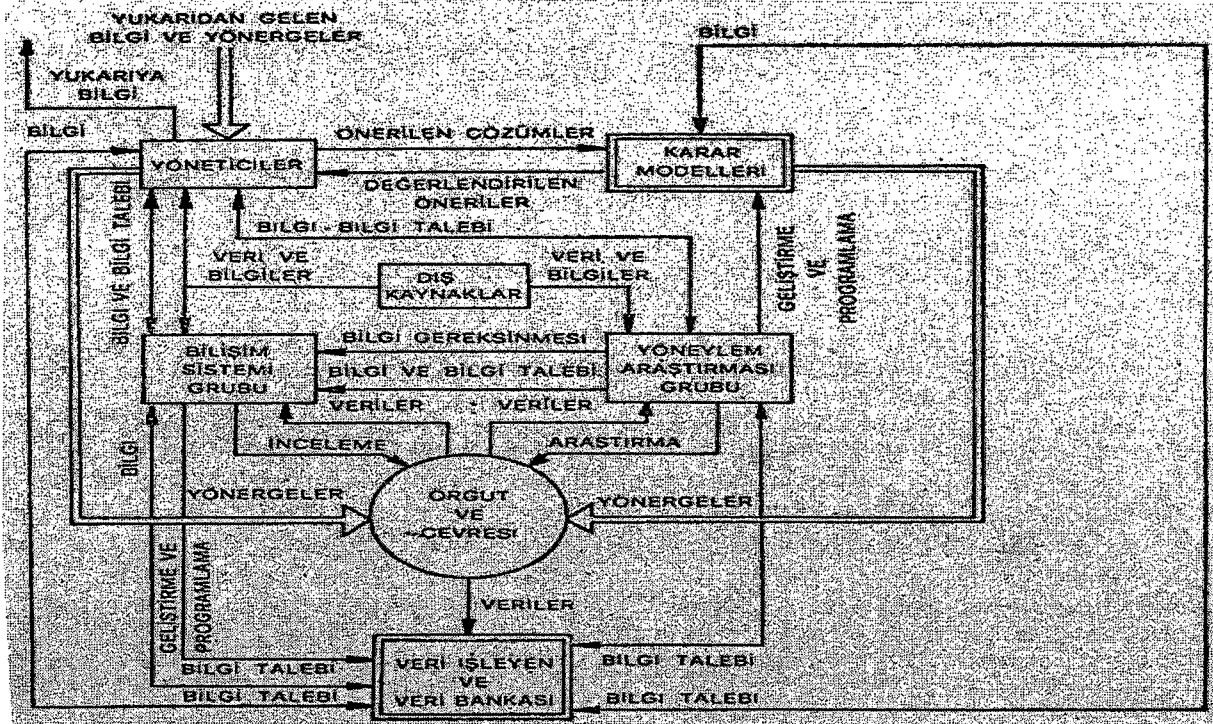 YUKARIDAN GELEN
BİLGİ VE YÖNERGELER
BİLGİ
YUKARIYA
BİLGİ
BİLGİ
YÖNETİCİLER
ÖNERİLEN ÇÖZÜMLER
KARAR
MODELLERİ
DEĞERLENDİRİLEN
ÖNERİLER
BİLGİ VE BİLGİ TALEBİ
BİLGİ - BİLGİ TALEBİ
GELİŞTİRME
VE
PROGRAMLAMA
VERİ VE
BİLGİLER
DIŞ
KAYNAKLAR
VERİ VE
BİLGİLER
BİLİŞİM
SİSTEMİ
GRUBU
BİLGİ GEREKSİNMESİ
BİLGİ VE BİLGİ TALEBİ
YÖNEYLEM
ARAŞTIRMASI
GRUBU
VERİLER : VERİLER
İNCELEME
ARAŞTIRMA
BİLGİ
YÖNERGELER
ÖRGUT
VE
ÇEVRESİ
YÖNERGELER
GELİŞTİRME VE
PROGRAMLAMA
VERİLER
BİLGİ TALEBİ
BİLGİ TALEBİ
VERİ İŞLEYEN
VE
VERİ BANKASI
BİLGİ TALEBİ
BİLGİ TALEBİ